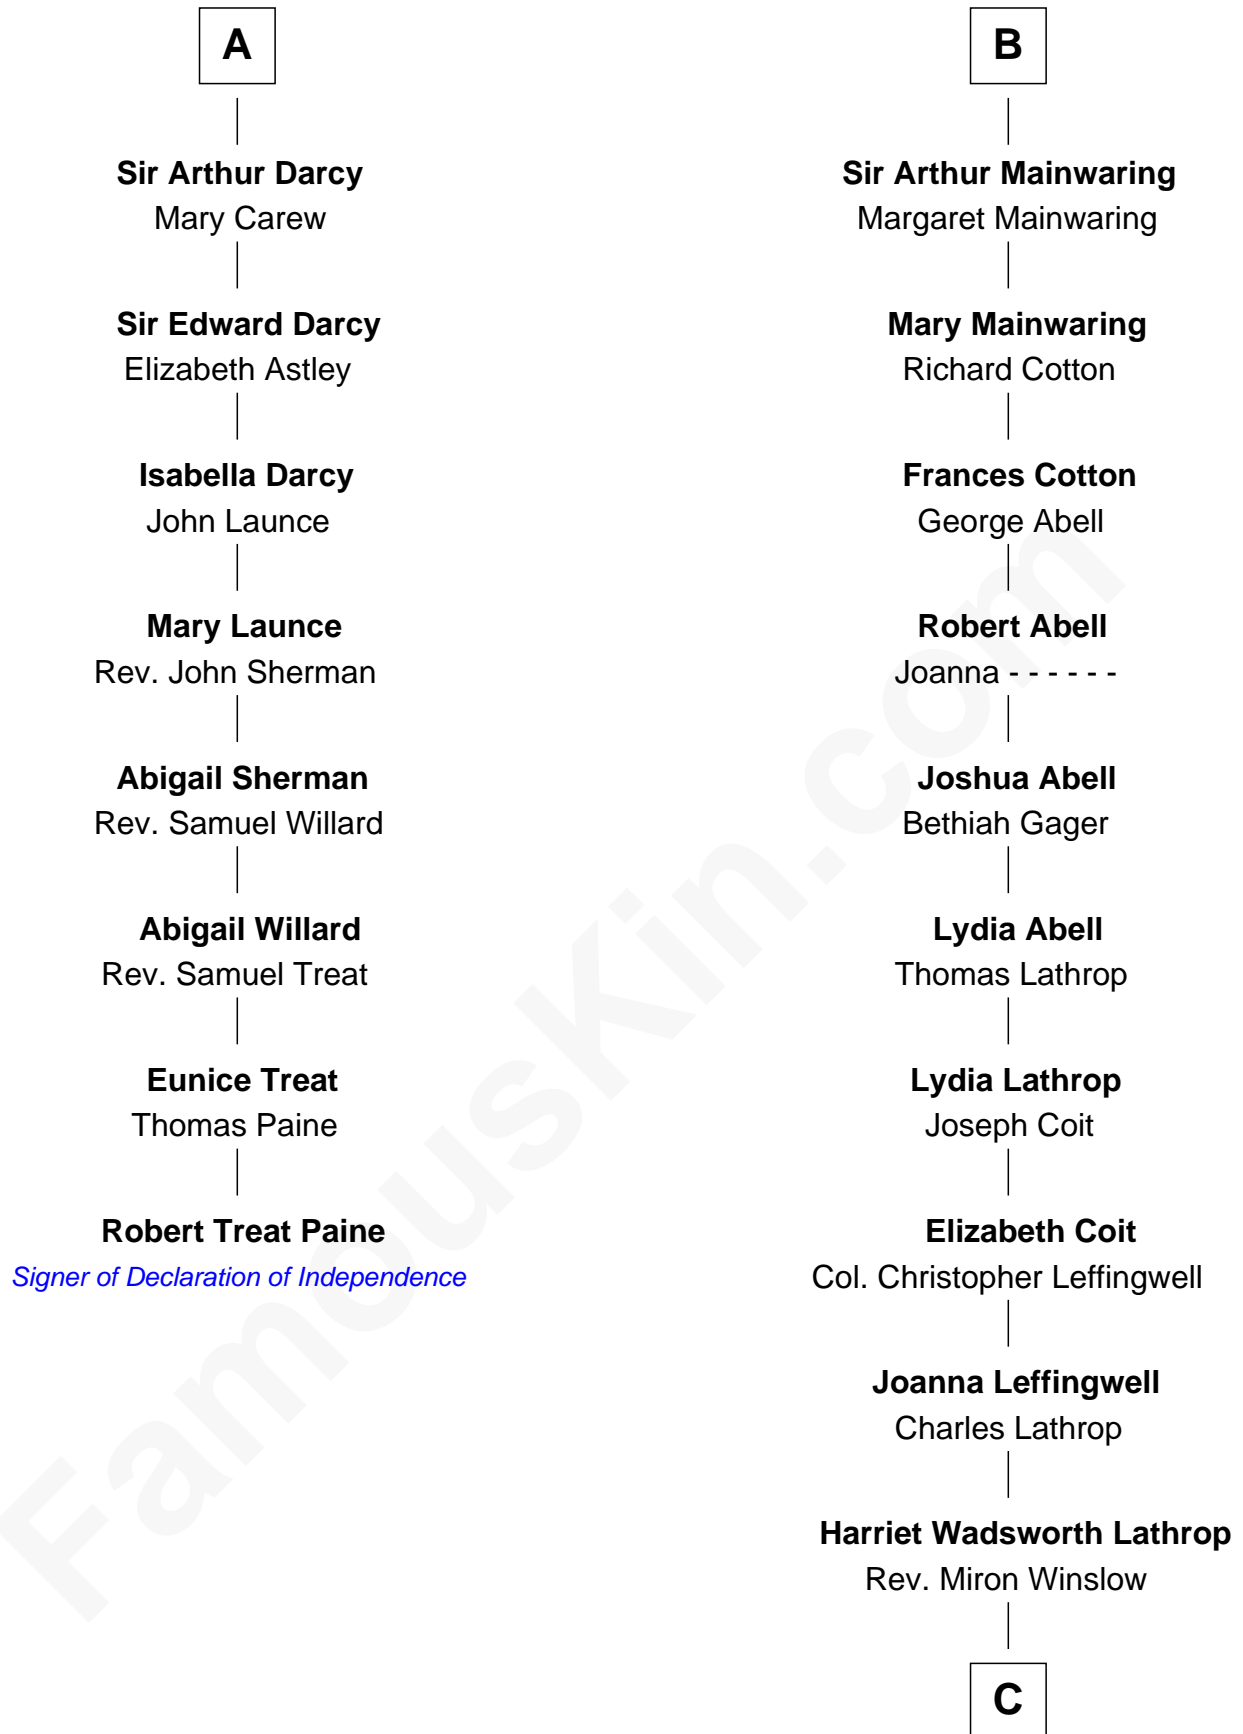 A
Sir Arthur Darcy
Mary Carew
Sir Edward Darcy
Elizabeth Astley
Isabella Darcy
John Launce
Mary Launce
Rev. John Sherman
Abigail Sherman
Rev. Samuel Willard
Abigail Willard
Rev. Samuel Treat
Eunice Treat
Thomas Paine
Robert Treat Paine
Signer of Declaration of Independence
B
Sir Arthur Mainwaring
Margaret Mainwaring
Mary Mainwaring
Richard Cotton
Frances Cotton
George Abell
Robert Abell
Joanna - - - - - -
Joshua Abell
Bethiah Gager
Lydia Abell
Thomas Lathrop
Lydia Lathrop
Joseph Coit
Elizabeth Coit
Col. Christopher Leffingwell
Joanna Leffingwell
Charles Lathrop
Harriet Wadsworth Lathrop
Rev. Miron Winslow
C
FamousKin.com